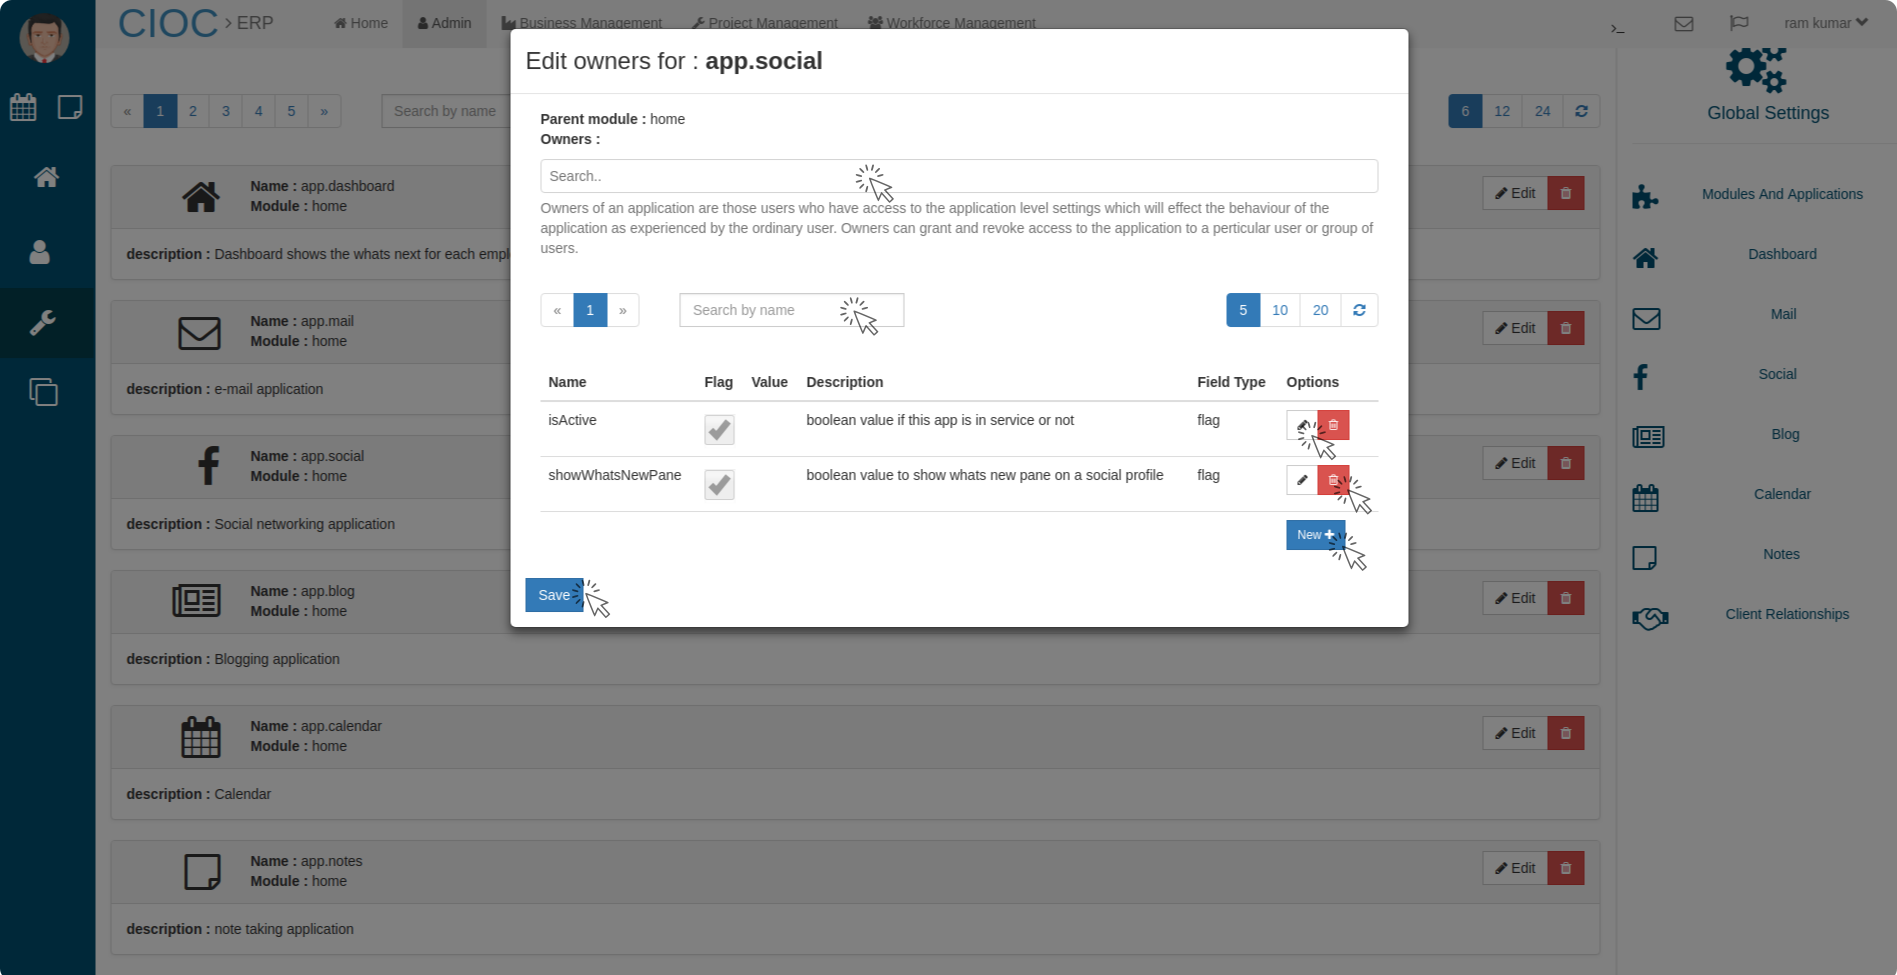 CIOC > ERP
Home
Admin
Business Management
Project Management
Workforce Management
>_
ram kumar
« 1 2 3 4 5 »
Search by name
6 12 24
Name : app.dashboard
Module : home
Edit
description : Dashboard shows the whats next for each empl
Name : app.mail
Module : home
Edit
description : e-mail application
Name : app.social
Module : home
Edit
description : Social networking application
Name : app.blog
Module : home
Edit
description : Blogging application
Name : app.calendar
Module : home
Edit
description : Calendar
Name : app.notes
Module : home
Edit
description : note taking application
Edit owners for : app.social
Parent module : home
Owners :
Search..
Owners of an application are those users who have access to the application level settings which will effect the behaviour of the
application as experienced by the ordinary user. Owners can grant and revoke access to the application to a perticular user or group of
users.
« 1 »
Search by name
5 10 20
Name Flag Value Description Field Type Options
isActive boolean value if this app is in service or not flag
showWhatsNewPane boolean value to show whats new pane on a social profile flag
New +
Save
Global Settings
Modules And Applications
Dashboard
Mail
Social
Blog
Calendar
Notes
Client Relationships